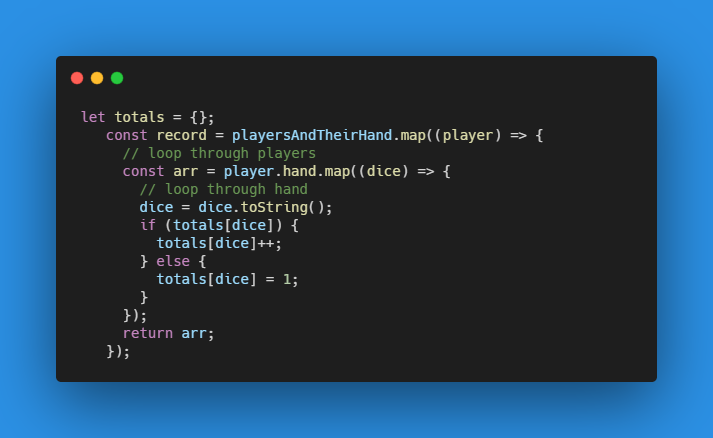 let totals = {};
const record = playersAndTheirHand.map((player) => {
// loop through players
const arr = player.hand.map((dice) => {
// loop through hand
dice = dice.toString();
if (totals[dice]) {
totals[dice]++;
} else {
totals[dice] = 1;
}
});
return arr;
});